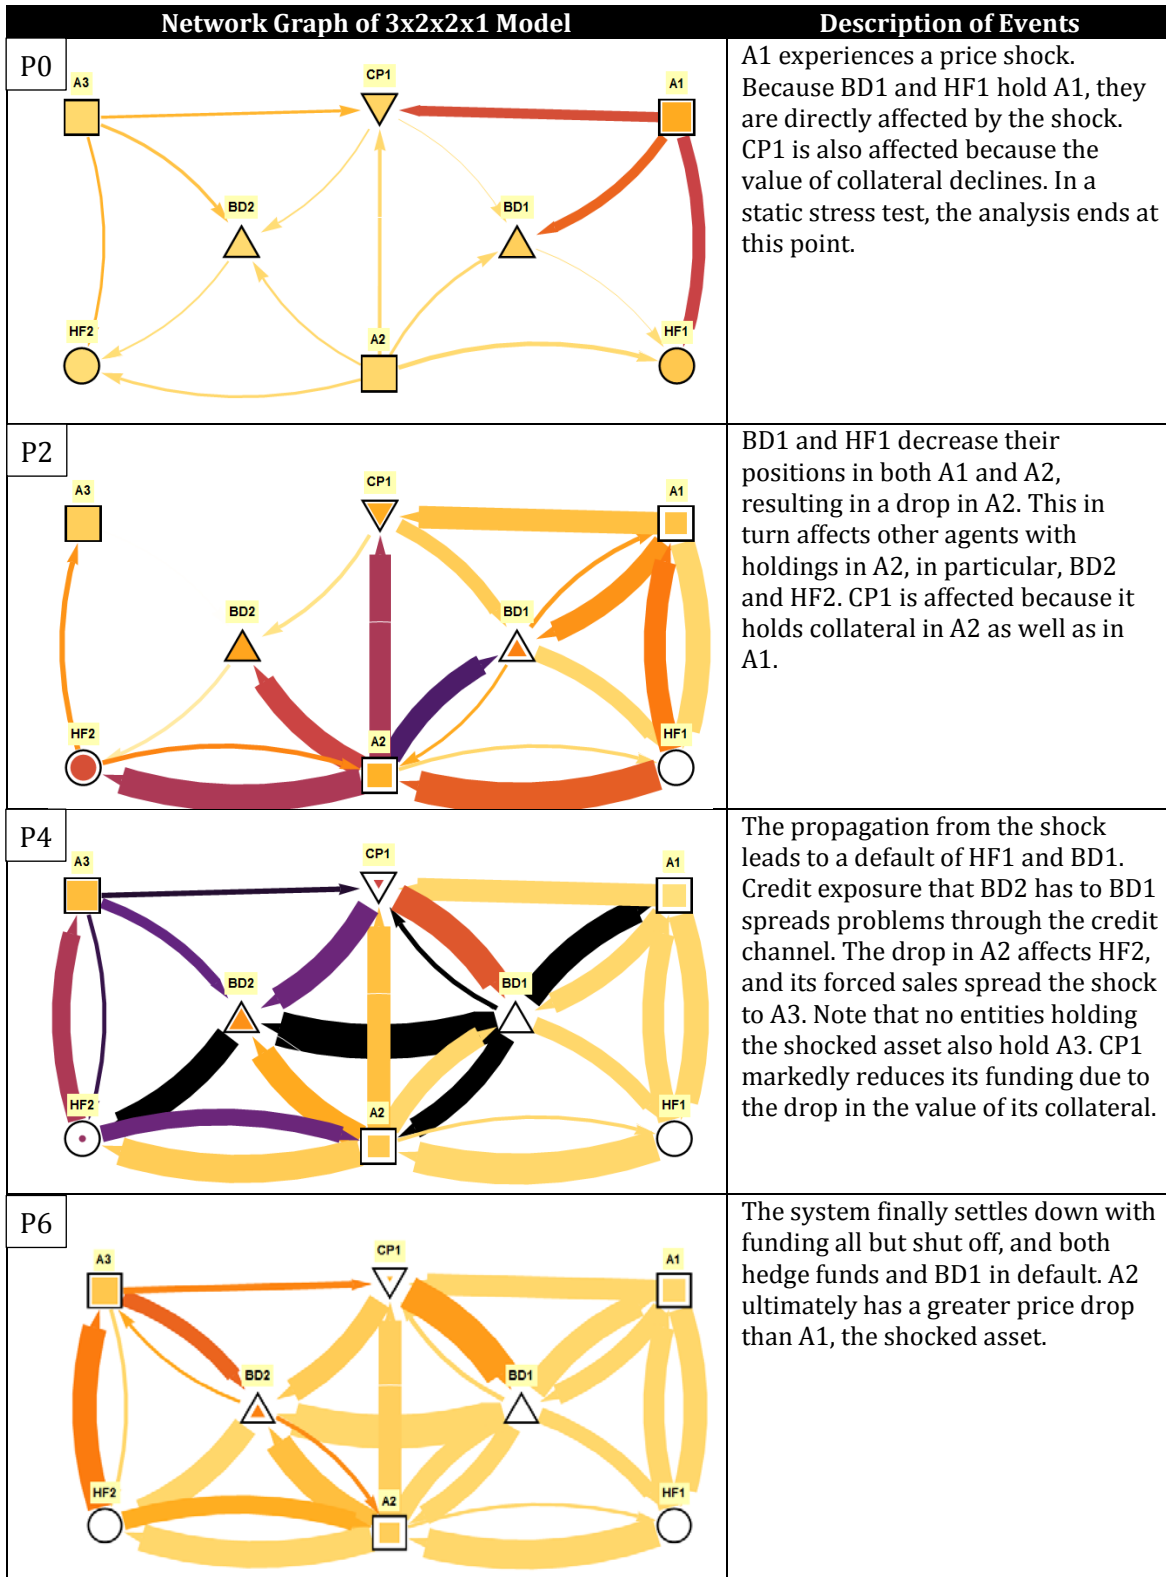 Network Graph of 3x2x2x1 Model
Description of Events
P0
A3
CP1
A1
BD2
BD1
HF2
A2
HF1
A1 experiences a price shock.
Because BD1 and HF1 hold A1, they
are directly affected by the shock.
CP1 is also affected because the
value of collateral declines. In a
static stress test, the analysis ends at
this point.
P2
A3
CP1
A1
BD2
BD1
HF2
A2
HF1
BD1 and HF1 decrease their
positions in both A1 and A2,
resulting in a drop in A2. This in
turn affects other agents with
holdings in A2, in particular, BD2
and HF2. CP1 is affected because it
holds collateral in A2 as well as in
A1.
P4
A3
CP1
A1
BD2
BD1
HF2
A2
HF1
The propagation from the shock
leads to a default of HF1 and BD1.
Credit exposure that BD2 has to BD1
spreads problems through the credit
channel. The drop in A2 affects HF2,
and its forced sales spread the shock
to A3. Note that no entities holding
the shocked asset also hold A3. CP1
markedly reduces its funding due to
the drop in the value of its collateral.
P6
A3
CP1
A1
BD2
BD1
HF2
A2
HF1
The system finally settles down with
funding all but shut off, and both
hedge funds and BD1 in default. A2
ultimately has a greater price drop
than A1, the shocked asset.